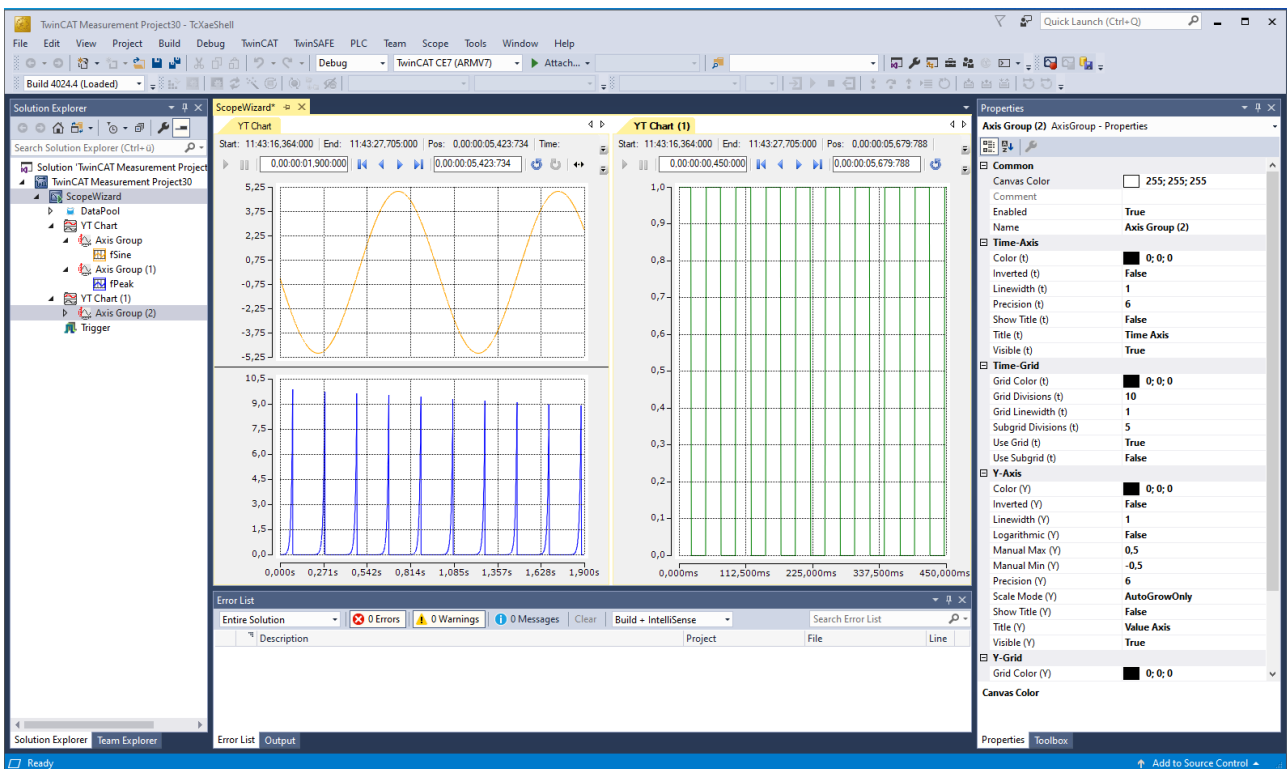 TwinCAT Measurement Project30 - TcXaeShell
Quick Launch (Ctrl+Q)
File Edit View Project Build Debug TwinCAT TwinSAFE PLC Team Scope Tools Window Help
Debug TwinCAT CE7 (ARMV7) Attach...
Build 4024.4 (Loaded)
Solution Explorer
Search Solution Explorer (Ctrl+ü)
Solution 'TwinCAT Measurement Project
TwinCAT Measurement Project30
ScopeWizard
DataPool
YT Chart
Axis Group
fSine
Axis Group (1)
fPeak
YT Chart (1)
Axis Group (2)
Trigger
Solution Explorer Team Explorer
ScopeWizard*
YT Chart
Start: 11:43:16,364:000 End: 11:43:27,705:000 Pos: 0,00:00:05,423:734 Time:
0,00:00:01,900:000 0,00:00:05,423:734
5,25
3,75
2,25
0,75
-0,75
-2,25
-3,75
-5,25
10,5
9,0
7,5
6,0
4,5
3,0
1,5
0,0
0,000s 0,271s 0,542s 0,814s 1,085s 1,357s 1,628s 1,900s
YT Chart (1)
Start: 11:43:16,364:000 End: 11:43:27,705:000 Pos: 0,00:00:05,679:788
0,00:00:00,450:000 0,00:00:05,679:788
1,0
0,9
0,8
0,7
0,6
0,5
0,4
0,3
0,2
0,1
0,0
0,000ms 112,500ms 225,000ms 337,500ms 450,000ms
Error List
Entire Solution 0 Errors 0 Warnings 0 Messages Clear Build + IntelliSense Search Error List
Description Project File Line
Error List Output
Properties
Axis Group (2) AxisGroup - Properties
Common
Canvas Color 255; 255; 255
Comment
Enabled True
Name Axis Group (2)
Time-Axis
Color (t) 0; 0; 0
Inverted (t) False
Linewidth (t) 1
Precision (t) 6
Show Title (t) False
Title (t) Time Axis
Visible (t) True
Time-Grid
Grid Color (t) 0; 0; 0
Grid Divisions (t) 10
Grid Linewidth (t) 1
Subgrid Divisions (t) 5
Use Grid (t) True
Use Subgrid (t) False
Y-Axis
Color (Y) 0; 0; 0
Inverted (Y) False
Linewidth (Y) 1
Logarithmic (Y) False
Manual Max (Y) 0,5
Manual Min (Y) -0,5
Precision (Y) 6
Scale Mode (Y) AutoGrowOnly
Show Title (Y) False
Title (Y) Value Axis
Visible (Y) True
Y-Grid
Grid Color (Y) 0; 0; 0
Canvas Color
Properties Toolbox
Ready
Add to Source Control